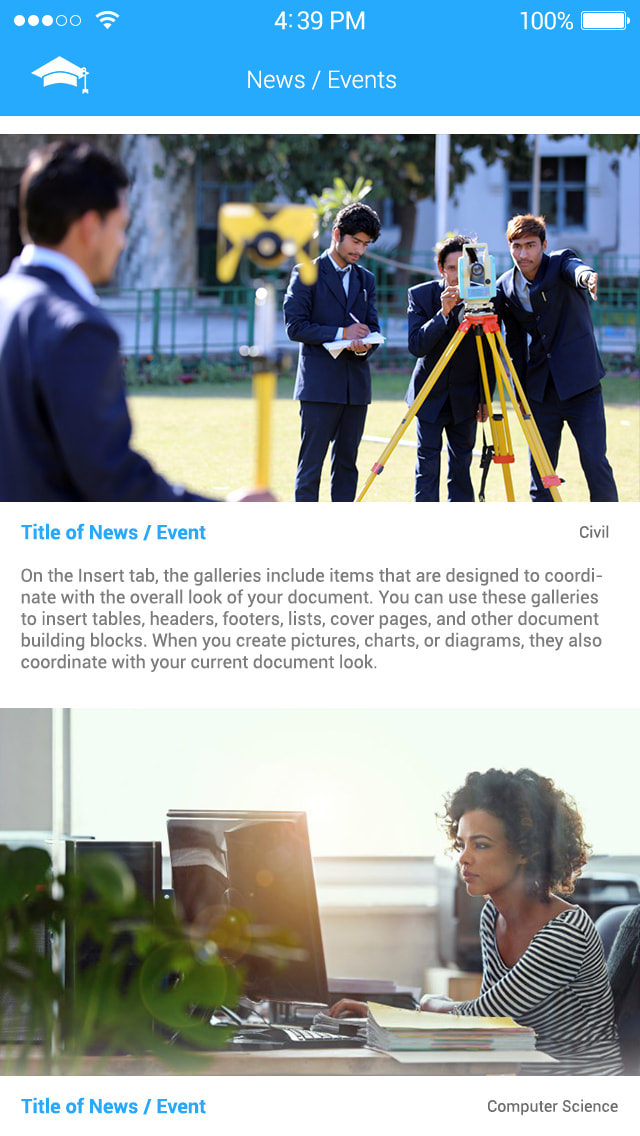 4:39 PM
100%
News / Events
Title of News / Event
Civil
On the Insert tab, the galleries include items that are designed to coordi-
nate with the overall look of your document. You can use these galleries
to insert tables, headers, footers, lists, cover pages, and other document
building blocks. When you create pictures, charts, or diagrams, they also
coordinate with your current document look.
Title of News / Event
Computer Science